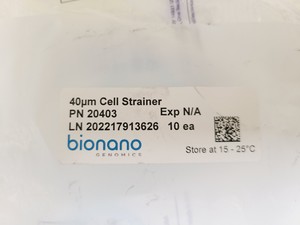 40µm Cell Strainer
PN 20403 Exp N/A
LN 202217913626 10 ea
bionano
GENOMICS
Store at 15 - 25°C